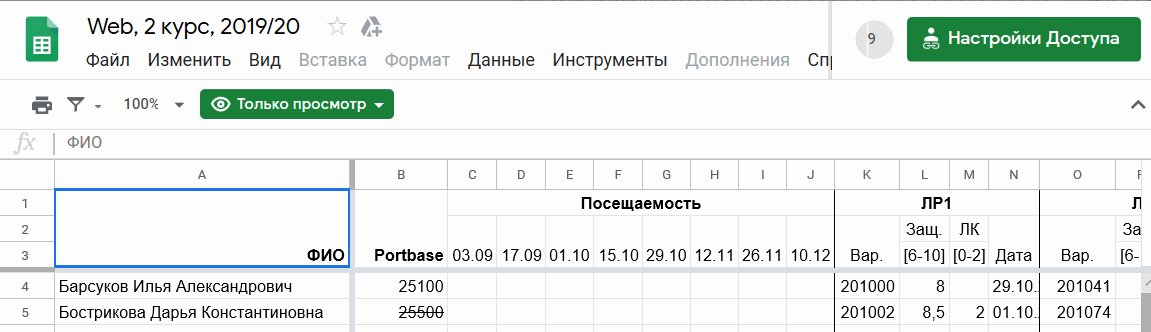 Web, 2 курс, 2019/20
9
Настройки Доступа
Файл Изменить Вид Вставка Формат Данные Инструменты Дополнения Спр
100%
Только просмотр
fx ФИО
A B C D E F G H I J K L M N O
1 Посещаемость ЛР1 Л
2 Защ. ЛК За
3 ФИО Portbase 03.09 17.09 01.10 15.10 29.10 12.11 26.11 10.12 Вар. [6-10] [0-2] Дата Вар. [6-
4 Барсуков Илья Александрович 25100 201000 8 29.10. 201041
5 Бострикова Дарья Константиновна 25500 201002 8,5 2 01.10. 201074